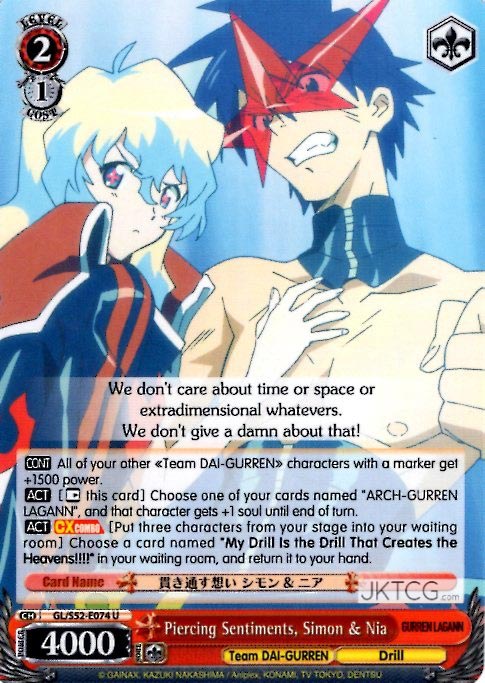 LEVEL
2
1
COST
We don't care about time or space or
extradimensional whatevers.
We don't give a damn about that!
CONT All of your other «Team DAI-GURREN» characters with a marker get
+1500 power.
ACT [ this card] Choose one of your cards named "ARCH-GURREN
LAGANN", and that character gets +1 soul until end of turn.
ACT CXCOMBO [Put three characters from your stage into your waiting
room] Choose a card named "My Drill Is the Drill That Creates the
Heavens!!!!" in your waiting room, and return it to your hand.
Card Name 貫き通す想い シモン & ニア
JKTCG.com
GH GL/S52-E074 U
POWER 4000 SOUL Piercing Sentiments, Simon & Nia GURREN LAGANN
Team DAI-GURREN Drill
© GAINAX, KAZUKI NAKASHIMA / Aniplex, KONAMI, TV TOKYO, DENTSU